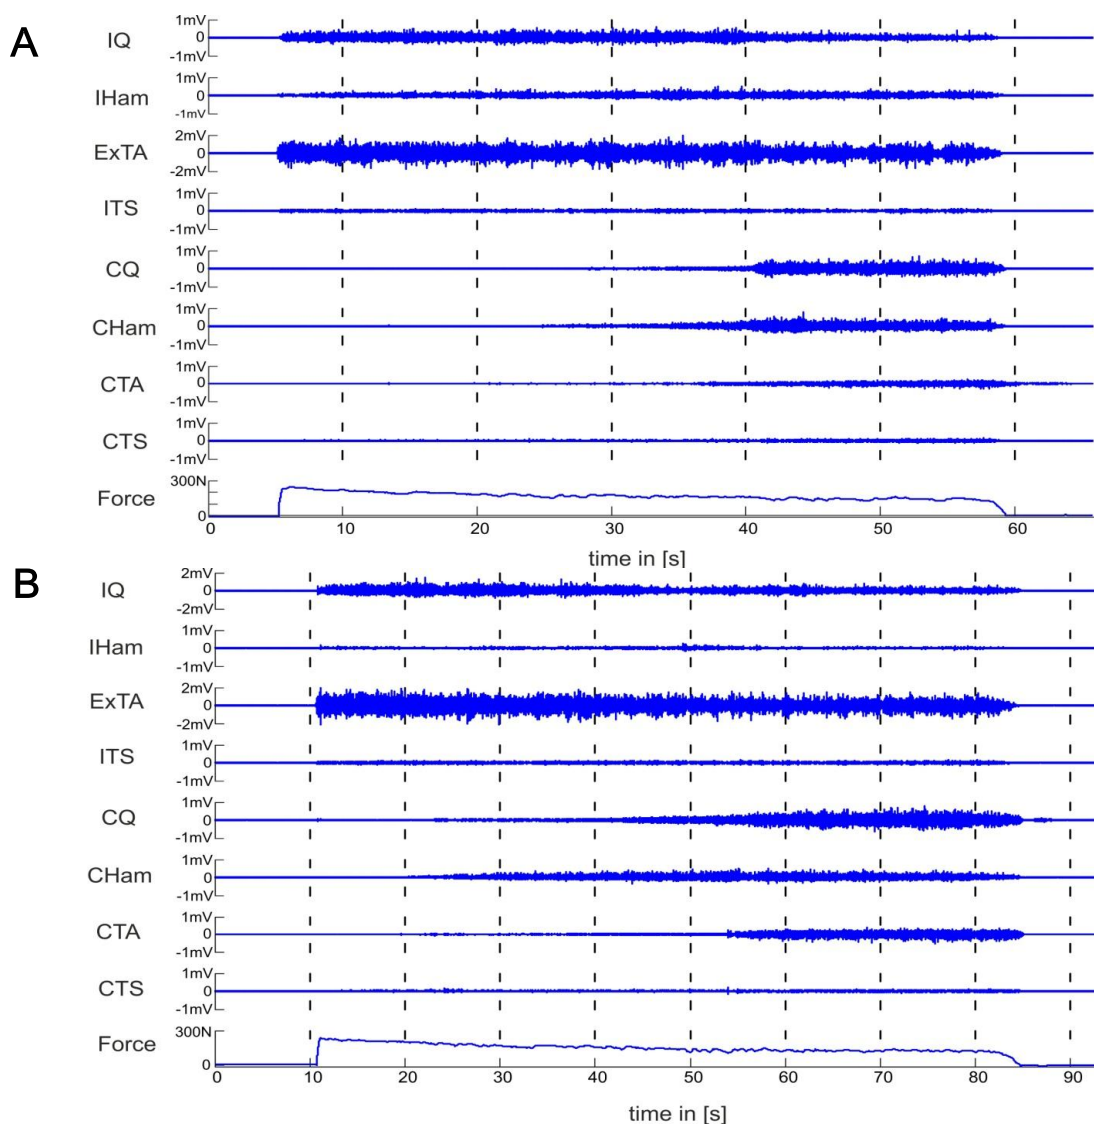 A
IQ 1mV 0 -1mV
IHam 1mV 0 -1mV
ExTA 2mV 0 -2mV
ITS 1mV 0 -1mV
CQ 1mV 0 -1mV
CHam 1mV 0 -1mV
CTA 1mV 0 -1mV
CTS 1mV 0 -1mV
Force 300N 0
0 10 20 30 40 50 60
time in [s]
B
IQ 2mV 0 -2mV
IHam 1mV 0 -1mV
ExTA 2mV 0 -2mV
ITS 1mV 0 -1mV
CQ 1mV 0 -1mV
CHam 1mV 0 -1mV
CTA 1mV 0 -1mV
CTS 1mV 0 -1mV
Force 300N 0
0 10 20 30 40 50 60 70 80 90
time in [s]